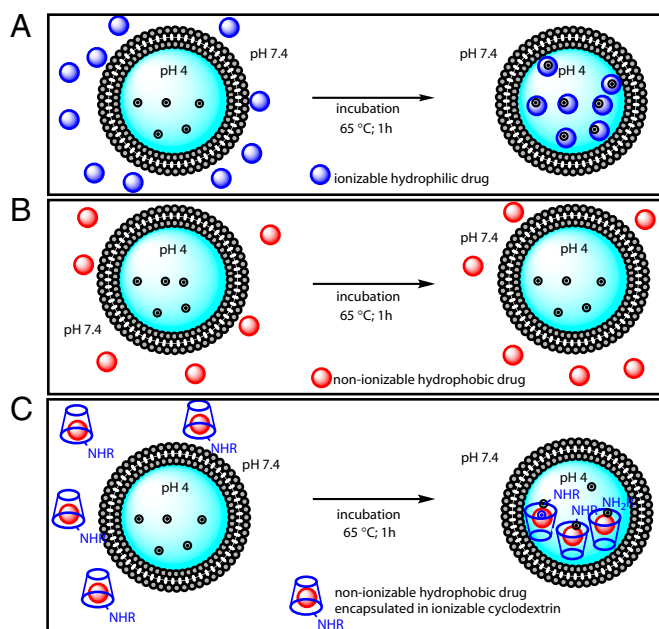 A
pH 4
pH 7.4
incubation
65 °C; 1h
pH 7.4
pH 4
ionizable hydrophilic drug
B
pH 4
pH 7.4
incubation
65 °C; 1h
pH 7.4
pH 4
non-ionizable hydrophobic drug
C
NHR
NHR
pH 7.4
pH 4
NHR
NHR
incubation
65 °C; 1h
pH 7.4
pH 4
NHR
NHR
non-ionizable hydrophobic drug
encapsulated in ionizable cyclodextrin
NHR